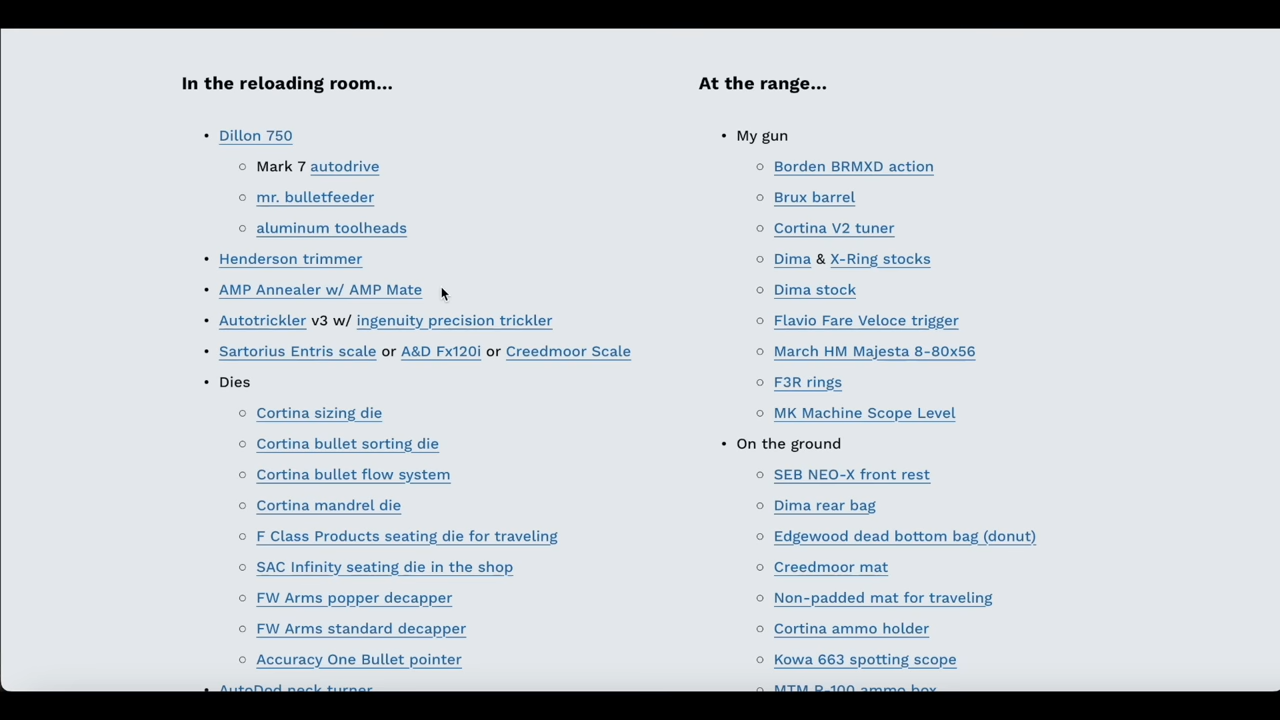 In the reloading room...
• Dillon 750
○ Mark 7 autodrive
○ mr. bulletfeeder
○ aluminum toolheads
• Henderson trimmer
• AMP Annealer w/ AMP Mate
• Autotrickler v3 w/ ingenuity precision trickler
• Sartorius Entris scale or A&D Fx120i or Creedmoor Scale
• Dies
○ Cortina sizing die
○ Cortina bullet sorting die
○ Cortina bullet flow system
○ Cortina mandrel die
○ F Class Products seating die for traveling
○ SAC Infinity seating die in the shop
○ FW Arms popper decapper
○ FW Arms standard decapper
○ Accuracy One Bullet pointer
• AutoDod neck turner
At the range...
• My gun
○ Borden BRMXD action
○ Brux barrel
○ Cortina V2 tuner
○ Dima & X-Ring stocks
○ Dima stock
○ Flavio Fare Veloce trigger
○ March HM Majesta 8-80x56
○ F3R rings
○ MK Machine Scope Level
• On the ground
○ SEB NEO-X front rest
○ Dima rear bag
○ Edgewood dead bottom bag (donut)
○ Creedmoor mat
○ Non-padded mat for traveling
○ Cortina ammo holder
○ Kowa 663 spotting scope
○ MTM R-100 ammo box